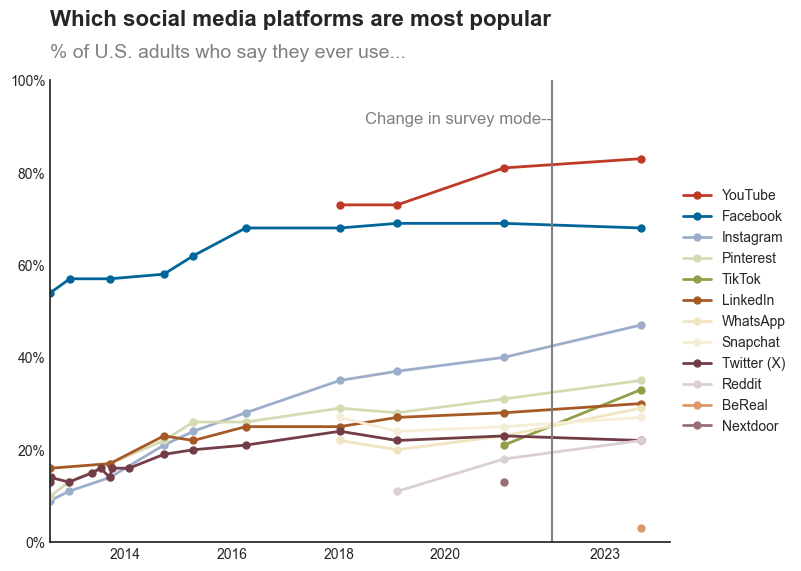 Which social media platforms are most popular
% of U.S. adults who say they ever use...
100%
Change in survey mode--
80%
60%
40%
20%
0%
2014 2016 2018 2020 2023
YouTube
Facebook
Instagram
Pinterest
TikTok
LinkedIn
WhatsApp
Snapchat
Twitter (X)
Reddit
BeReal
Nextdoor